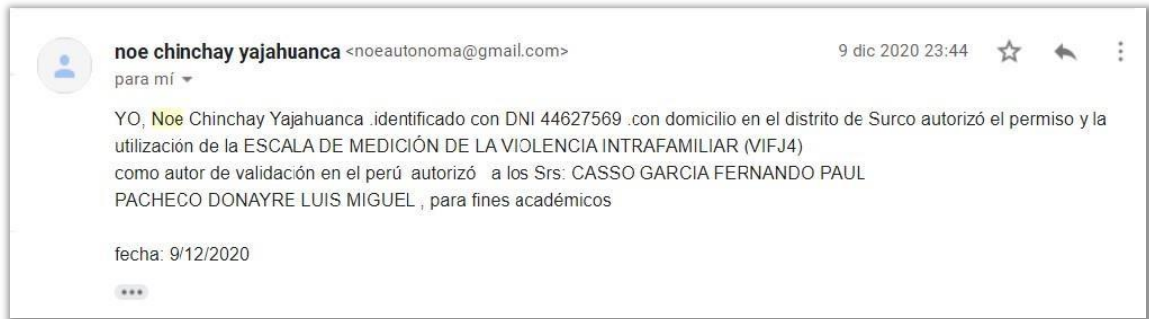 noe chinchay yajahuanca <noeautonoma@gmail.com> 9 dic 2020 23:44
para mí
YO, Noe Chinchay Yajahuanca .identificado con DNI 44627569 .con domicilio en el distrito de Surco autorizó el permiso y la
utilización de la ESCALA DE MEDICIÓN DE LA VIOLENCIA INTRAFAMILIAR (VIFJ4)
como autor de validación en el perú autorizó a los Srs: CASSO GARCIA FERNANDO PAUL
PACHECO DONAYRE LUIS MIGUEL , para fines académicos
fecha: 9/12/2020